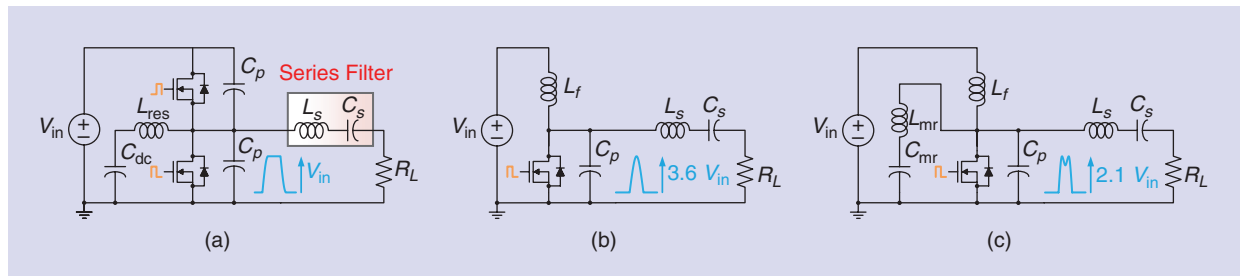 V_in
L_res
C_dc
C_p
C_p
Series Filter
L_s
C_s
V_in
R_L
(a)
V_in
L_f
C_p
L_s
C_s
3.6 V_in
R_L
(b)
V_in
L_mr
C_mr
L_f
C_p
L_s
C_s
2.1 V_in
R_L
(c)